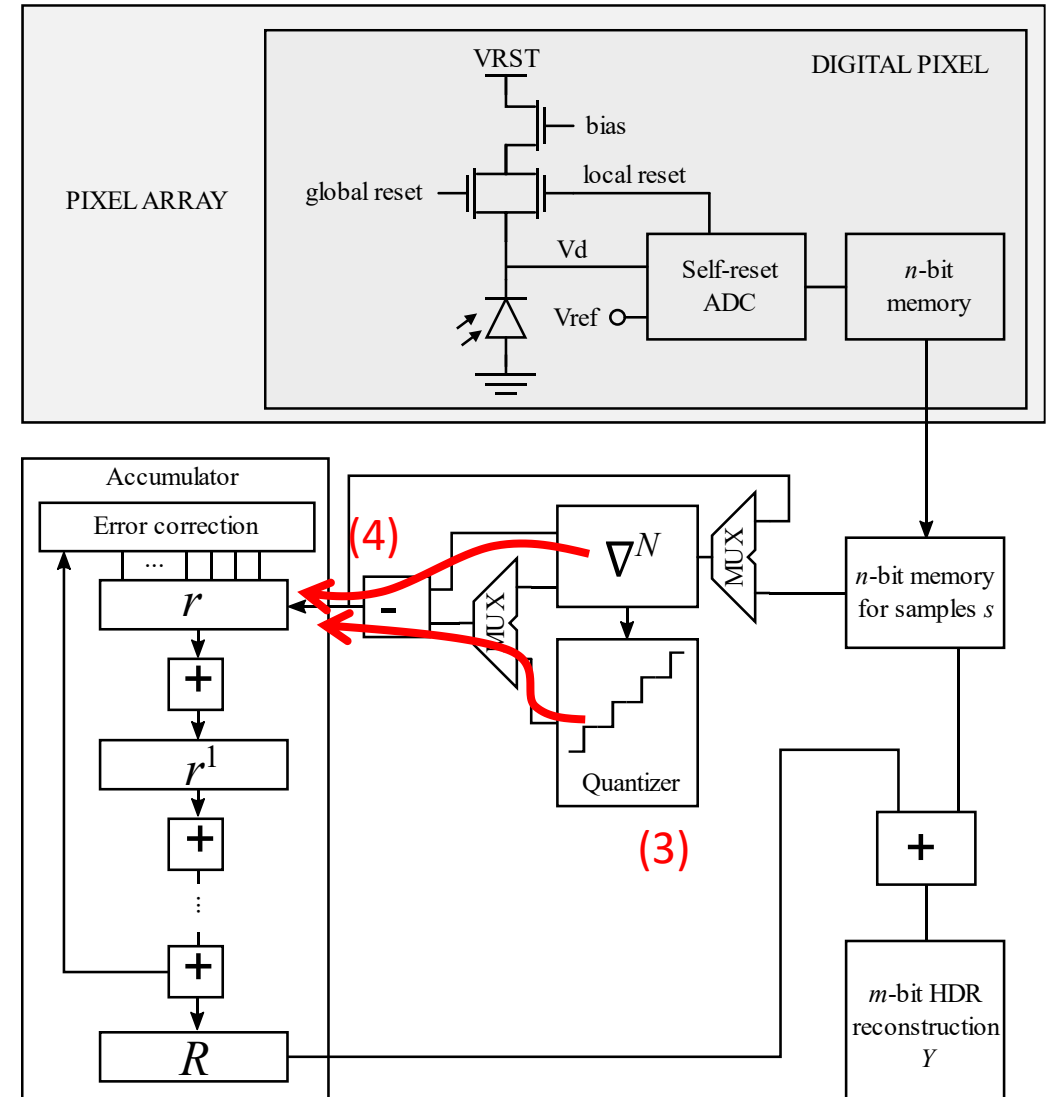 VRST
DIGITAL PIXEL
bias
local reset
global reset
PIXEL ARRAY
Vd
Self-reset
ADC
n-bit
memory
Vref
Accumulator
Error correction
...
(4)
r
-
MUX
∇N
MUX
n-bit memory
for samples s
+
r1
Quantizer
(3)
+
+
...
+
R
m-bit HDR
reconstruction
Y